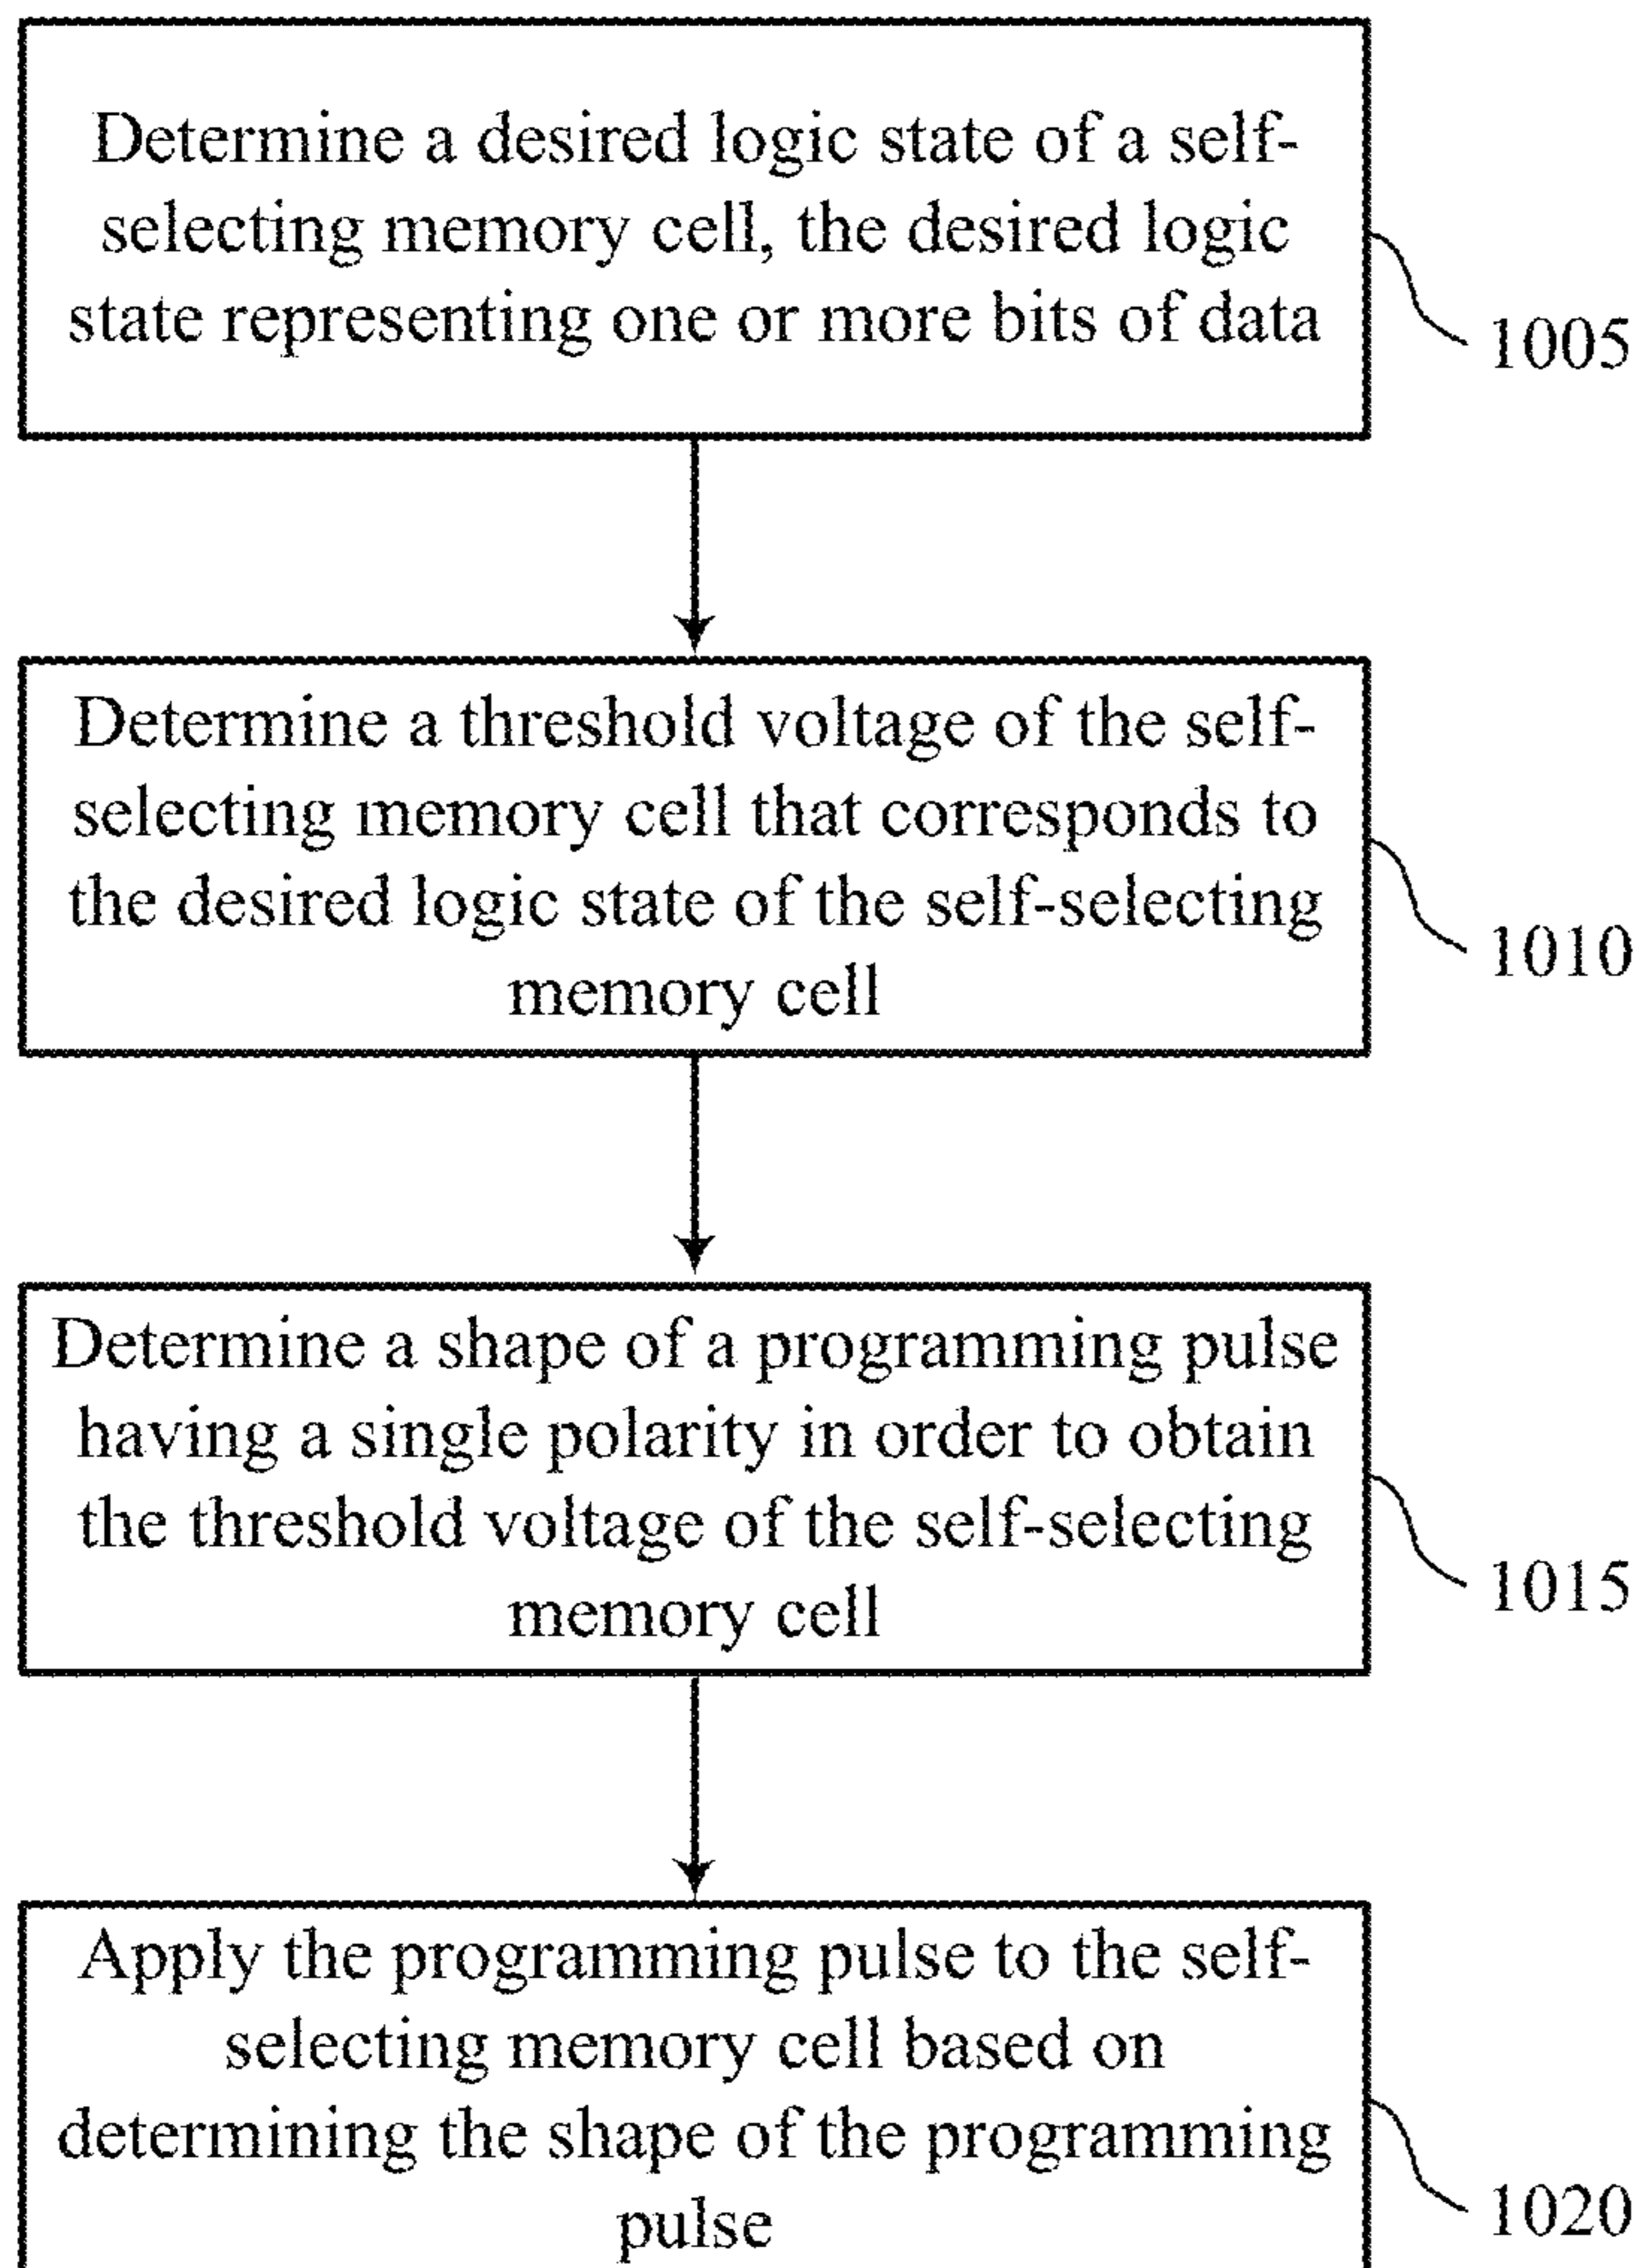 Determine a desired logic state of a self-
selecting memory cell, the desired logic
state representing one or more bits of data
1005
Determine a threshold voltage of the self-
selecting memory cell that corresponds to
the desired logic state of the self-selecting
memory cell
1010
Determine a shape of a programming pulse
having a single polarity in order to obtain
the threshold voltage of the self-selecting
memory cell
1015
Apply the programming pulse to the self-
selecting memory cell based on
determining the shape of the programming
pulse
1020